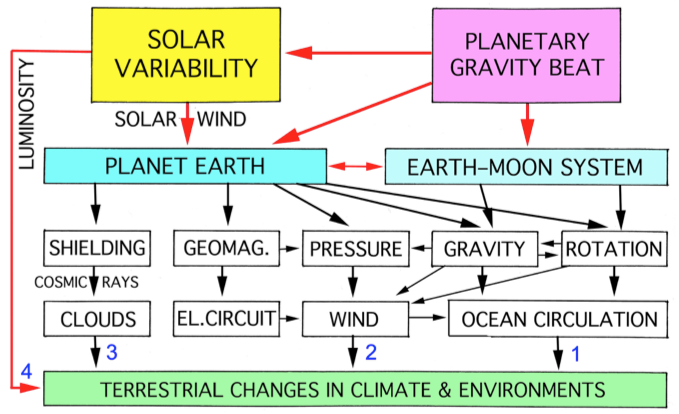 SOLAR
VARIABILITY
PLANETARY
GRAVITY BEAT
LUMINOSITY
SOLAR WIND
PLANET EARTH
EARTH–MOON SYSTEM
SHIELDING
GEOMAG.
PRESSURE
GRAVITY
ROTATION
COSMIC RAYS
CLOUDS
EL.CIRCUIT
WIND
OCEAN CIRCULATION
3
2
1
4
TERRESTRIAL CHANGES IN CLIMATE & ENVIRONMENTS